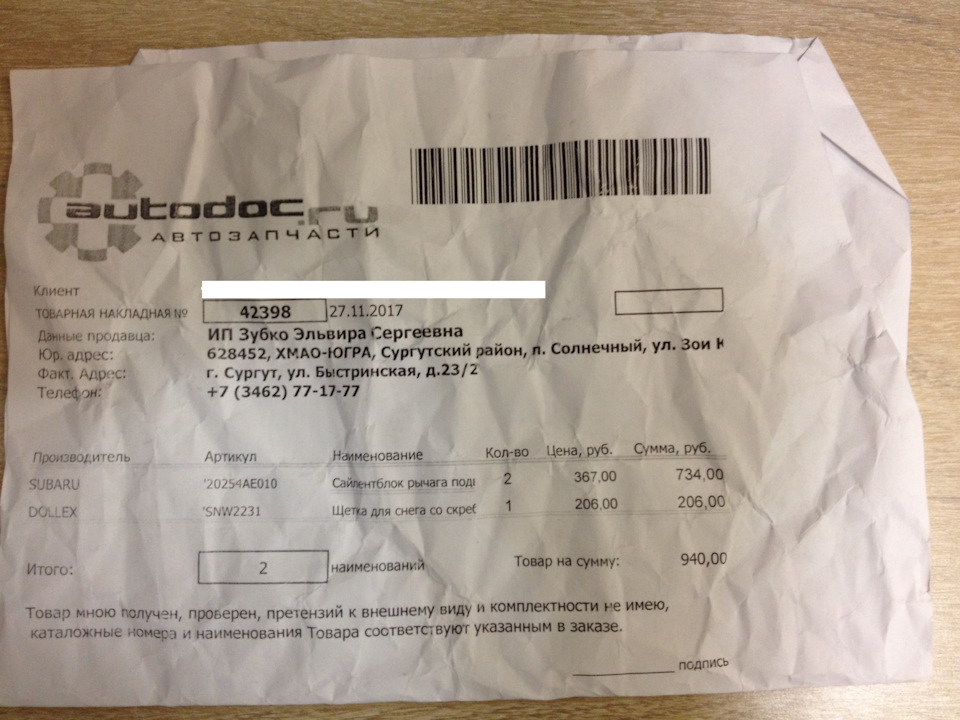 autodoc.ru
АВТОЗАПЧАСТИ
Клиент
ТОВАРНАЯ НАКЛАДНАЯ № 42398 27.11.2017
Данные продавца: ИП Зубко Эльвира Сергеевна
Юр. адрес: 628452, ХМАО-ЮГРА, Сургутский район, п. Солнечный, ул. Зои К
Факт. Адрес: г. Сургут, ул. Быстринская, д.23/2
Телефон: +7 (3462) 77-17-77
Производитель Артикул Наименование Кол-во Цена, руб. Сумма, руб.
SUBARU '20254AE010 Сайлентблок рычага подв 2 367,00 734,00
DOLLEX 'SNW2231 Щетка для снега со скреб 1 206,00 206,00
Итого: 2 наименований Товар на сумму: 940,00
Товар мною получен, проверен, претензий к внешнему виду и комплектности не имею,
каталожные номера и наименования Товара соответствуют указанным в заказе.
подпись